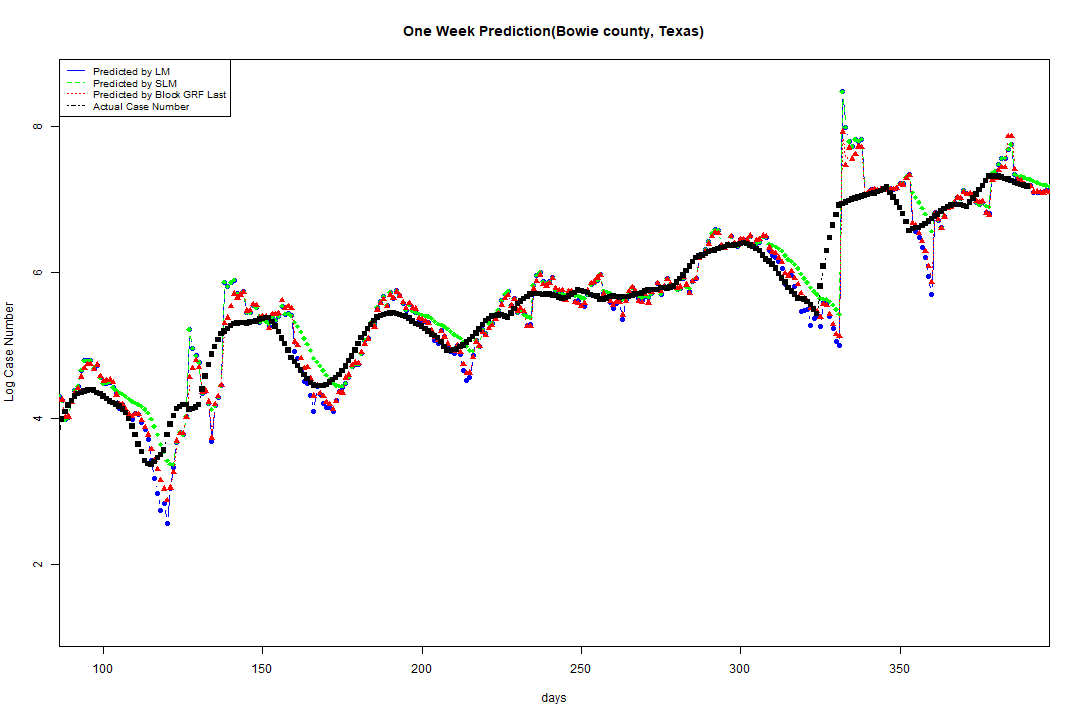 One Week Prediction(Bowie county, Texas)
Predicted by LM
Predicted by SLM
Predicted by Block GRF Last
Actual Case Number
8
6
4
2
Log Case Number
100 150 200 250 300 350
days